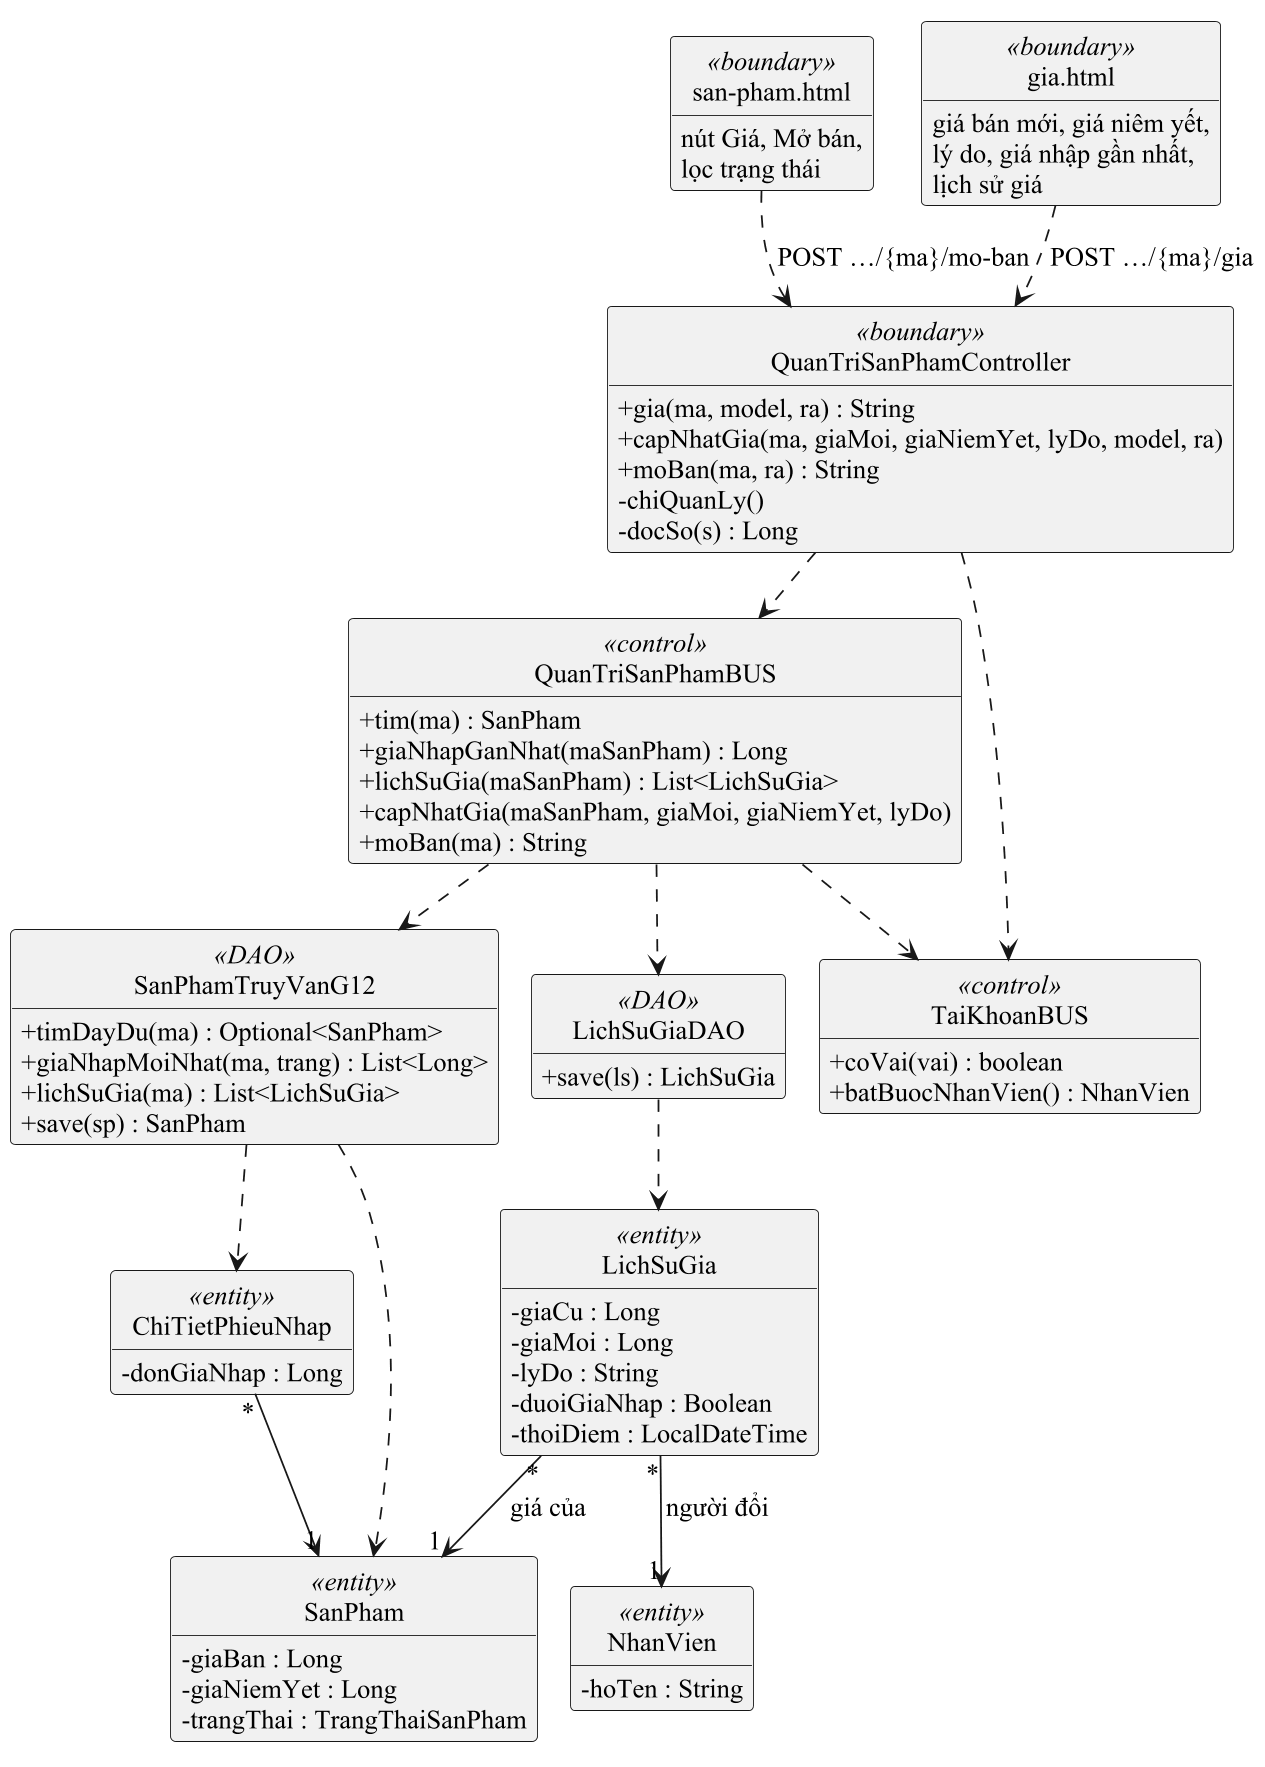 «boundary»
san-pham.html
nút Giá, Mở bán,
lọc trạng thái
«boundary»
gia.html
giá bán mới, giá niêm yết,
lý do, giá nhập gần nhất,
lịch sử giá
POST …/{ma}/mo-ban
POST …/{ma}/gia
«boundary»
QuanTriSanPhamController
+gia(ma, model, ra) : String
+capNhatGia(ma, giaMoi, giaNiemYet, lyDo, model, ra)
+moBan(ma, ra) : String
-chiQuanLy()
-docSo(s) : Long
«control»
QuanTriSanPhamBUS
+tim(ma) : SanPham
+giaNhapGanNhat(maSanPham) : Long
+lichSuGia(maSanPham) : List<LichSuGia>
+capNhatGia(maSanPham, giaMoi, giaNiemYet, lyDo)
+moBan(ma) : String
«DAO»
SanPhamTruyVanG12
+timDayDu(ma) : Optional<SanPham>
+giaNhapMoiNhat(ma, trang) : List<Long>
+lichSuGia(ma) : List<LichSuGia>
+save(sp) : SanPham
«DAO»
LichSuGiaDAO
+save(ls) : LichSuGia
«control»
TaiKhoanBUS
+coVai(vai) : boolean
+batBuocNhanVien() : NhanVien
«entity»
ChiTietPhieuNhap
-donGiaNhap : Long
«entity»
LichSuGia
-giaCu : Long
-giaMoi : Long
-lyDo : String
-duoiGiaNhap : Boolean
-thoiDiem : LocalDateTime
*
1
*
giá của
1
*
người đổi
1
«entity»
SanPham
-giaBan : Long
-giaNiemYet : Long
-trangThai : TrangThaiSanPham
«entity»
NhanVien
-hoTen : String